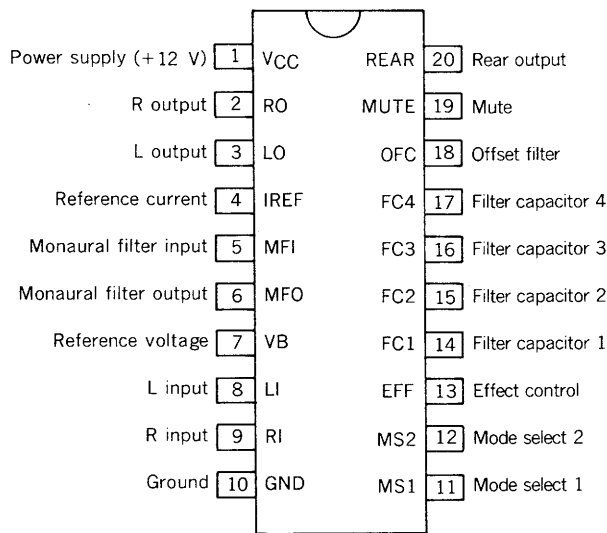 Power supply (+12 V) 1 VCC REAR 20 Rear output
R output 2 RO MUTE 19 Mute
L output 3 LO OFC 18 Offset filter
Reference current 4 IREF FC4 17 Filter capacitor 4
Monaural filter input 5 MFI FC3 16 Filter capacitor 3
Monaural filter output 6 MFO FC2 15 Filter capacitor 2
Reference voltage 7 VB FC1 14 Filter capacitor 1
L input 8 LI EFF 13 Effect control
R input 9 RI MS2 12 Mode select 2
Ground 10 GND MS1 11 Mode select 1